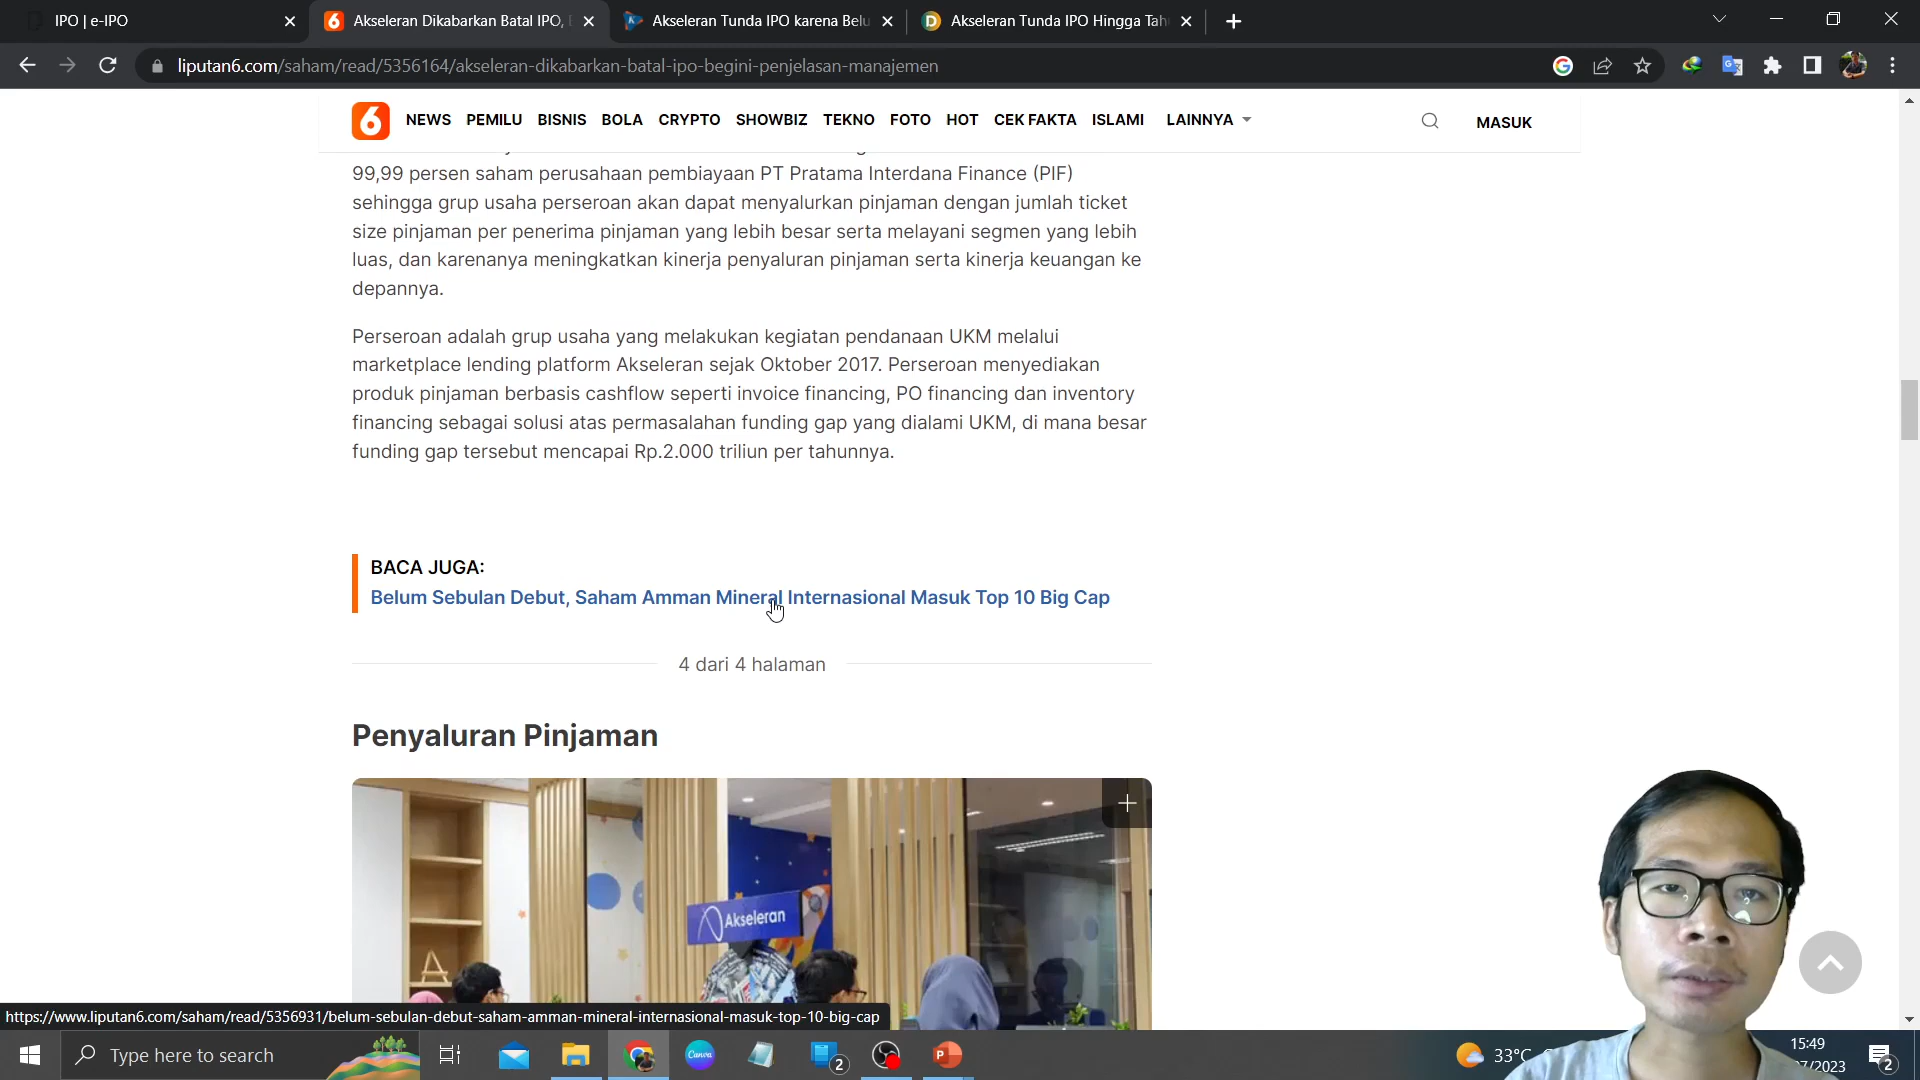 IPO | e-IPO
Akseleran Dikabarkan Batal IPO,
Akseleran Tunda IPO karena Belu
Akseleran Tunda IPO Hingga Tah
liputan6.com/saham/read/5356164/akseleran-dikabarkan-batal-ipo-begini-penjelasan-manajemen
6 NEWS PEMILU BISNIS BOLA CRYPTO SHOWBIZ TEKNO FOTO HOT CEK FAKTA ISLAMI LAINNYA MASUK
99,99 persen saham perusahaan pembiayaan PT Pratama Interdana Finance (PIF)
sehingga grup usaha perseroan akan dapat menyalurkan pinjaman dengan jumlah ticket
size pinjaman per penerima pinjaman yang lebih besar serta melayani segmen yang lebih
luas, dan karenanya meningkatkan kinerja penyaluran pinjaman serta kinerja keuangan ke
depannya.
Perseroan adalah grup usaha yang melakukan kegiatan pendanaan UKM melalui
marketplace lending platform Akseleran sejak Oktober 2017. Perseroan menyediakan
produk pinjaman berbasis cashflow seperti invoice financing, PO financing dan inventory
financing sebagai solusi atas permasalahan funding gap yang dialami UKM, di mana besar
funding gap tersebut mencapai Rp.2.000 triliun per tahunnya.
BACA JUGA:
Belum Sebulan Debut, Saham Amman Mineral Internasional Masuk Top 10 Big Cap
4 dari 4 halaman
Penyaluran Pinjaman
Akseleran
https://www.liputan6.com/saham/read/5356931/belum-sebulan-debut-saham-amman-mineral-internasional-masuk-top-10-big-cap
Type here to search
Canva
2
P
33°C
15:49
7/2023
2